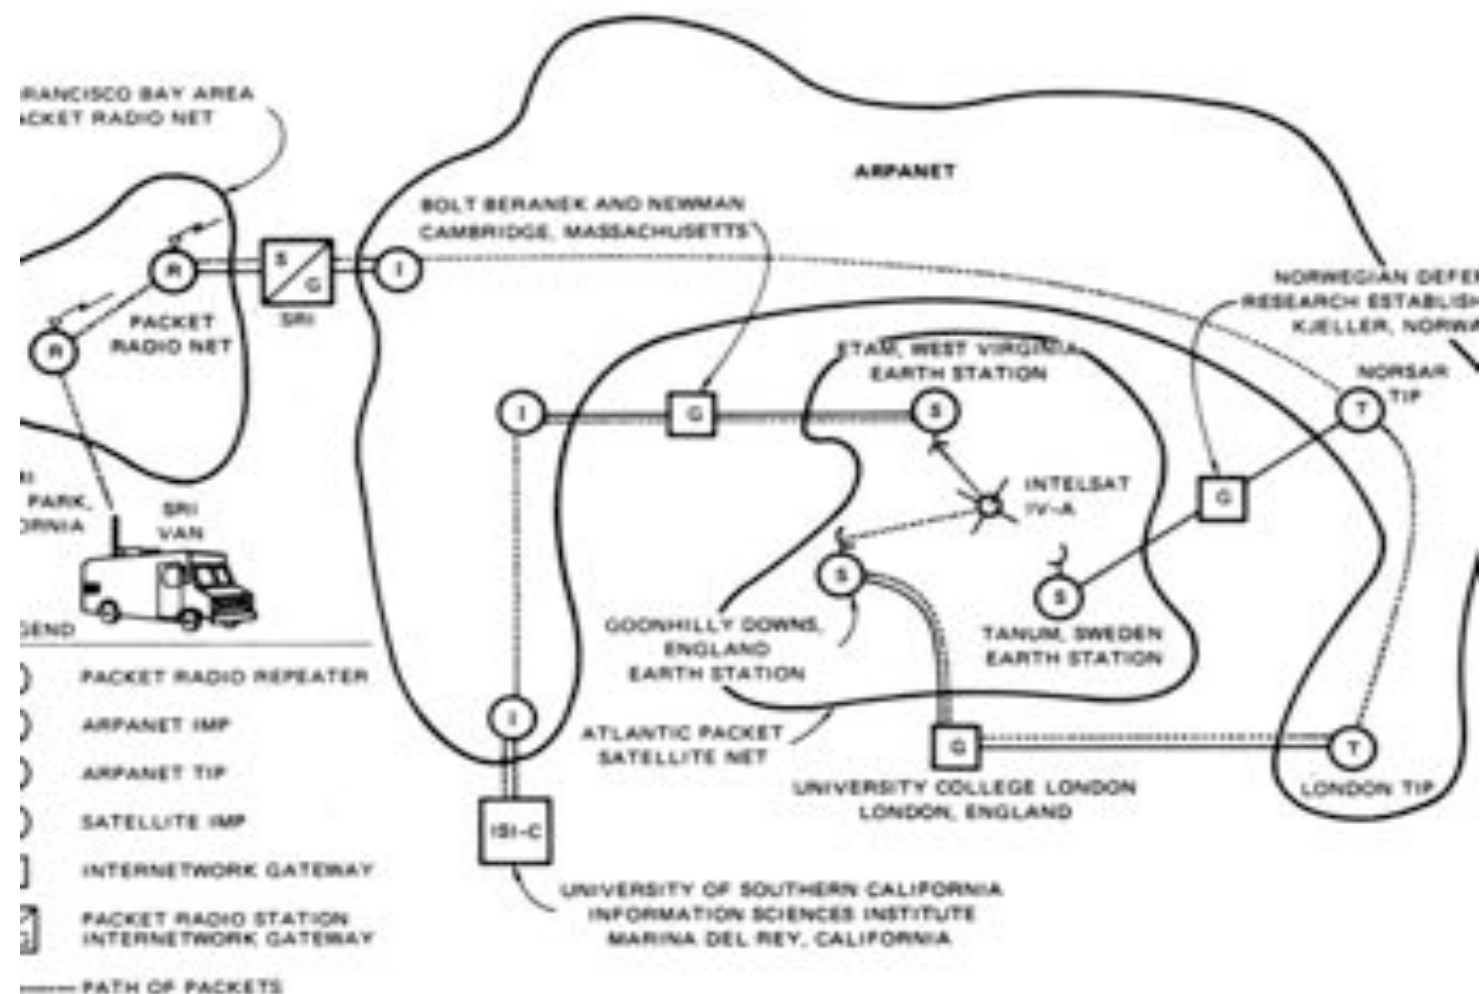 RANCISCO BAY AREA
ACKET RADIO NET
ARPANET
BOLT BERANEK AND NEWMAN
CAMBRIDGE, MASSACHUSETTS
S
G
SRI
I
R
R
PACKET
RADIO NET
NORWEGIAN DEFEN
RESEARCH ESTABLISH
KJELLER, NORWA
NORSAR
TIP
T
ETAM, WEST VIRGINIA
EARTH STATION
I
G
S
INTELSAT
IV-A
G
RI
PARK,
ORNIA
SRI
VAN
S
S
GOONHILLY DOWNS,
ENGLAND
EARTH STATION
TANUM, SWEDEN
EARTH STATION
GEND
PACKET RADIO REPEATER
ARPANET IMP
ARPANET TIP
SATELLITE IMP
INTERNETWORK GATEWAY
PACKET RADIO STATION
INTERNETWORK GATEWAY
PATH OF PACKETS
I
ATLANTIC PACKET
SATELLITE NET
G
T
UNIVERSITY COLLEGE LONDON
LONDON, ENGLAND
LONDON TIP
ISI-C
UNIVERSITY OF SOUTHERN CALIFORNIA
INFORMATION SCIENCES INSTITUTE
MARINA DEL REY, CALIFORNIA